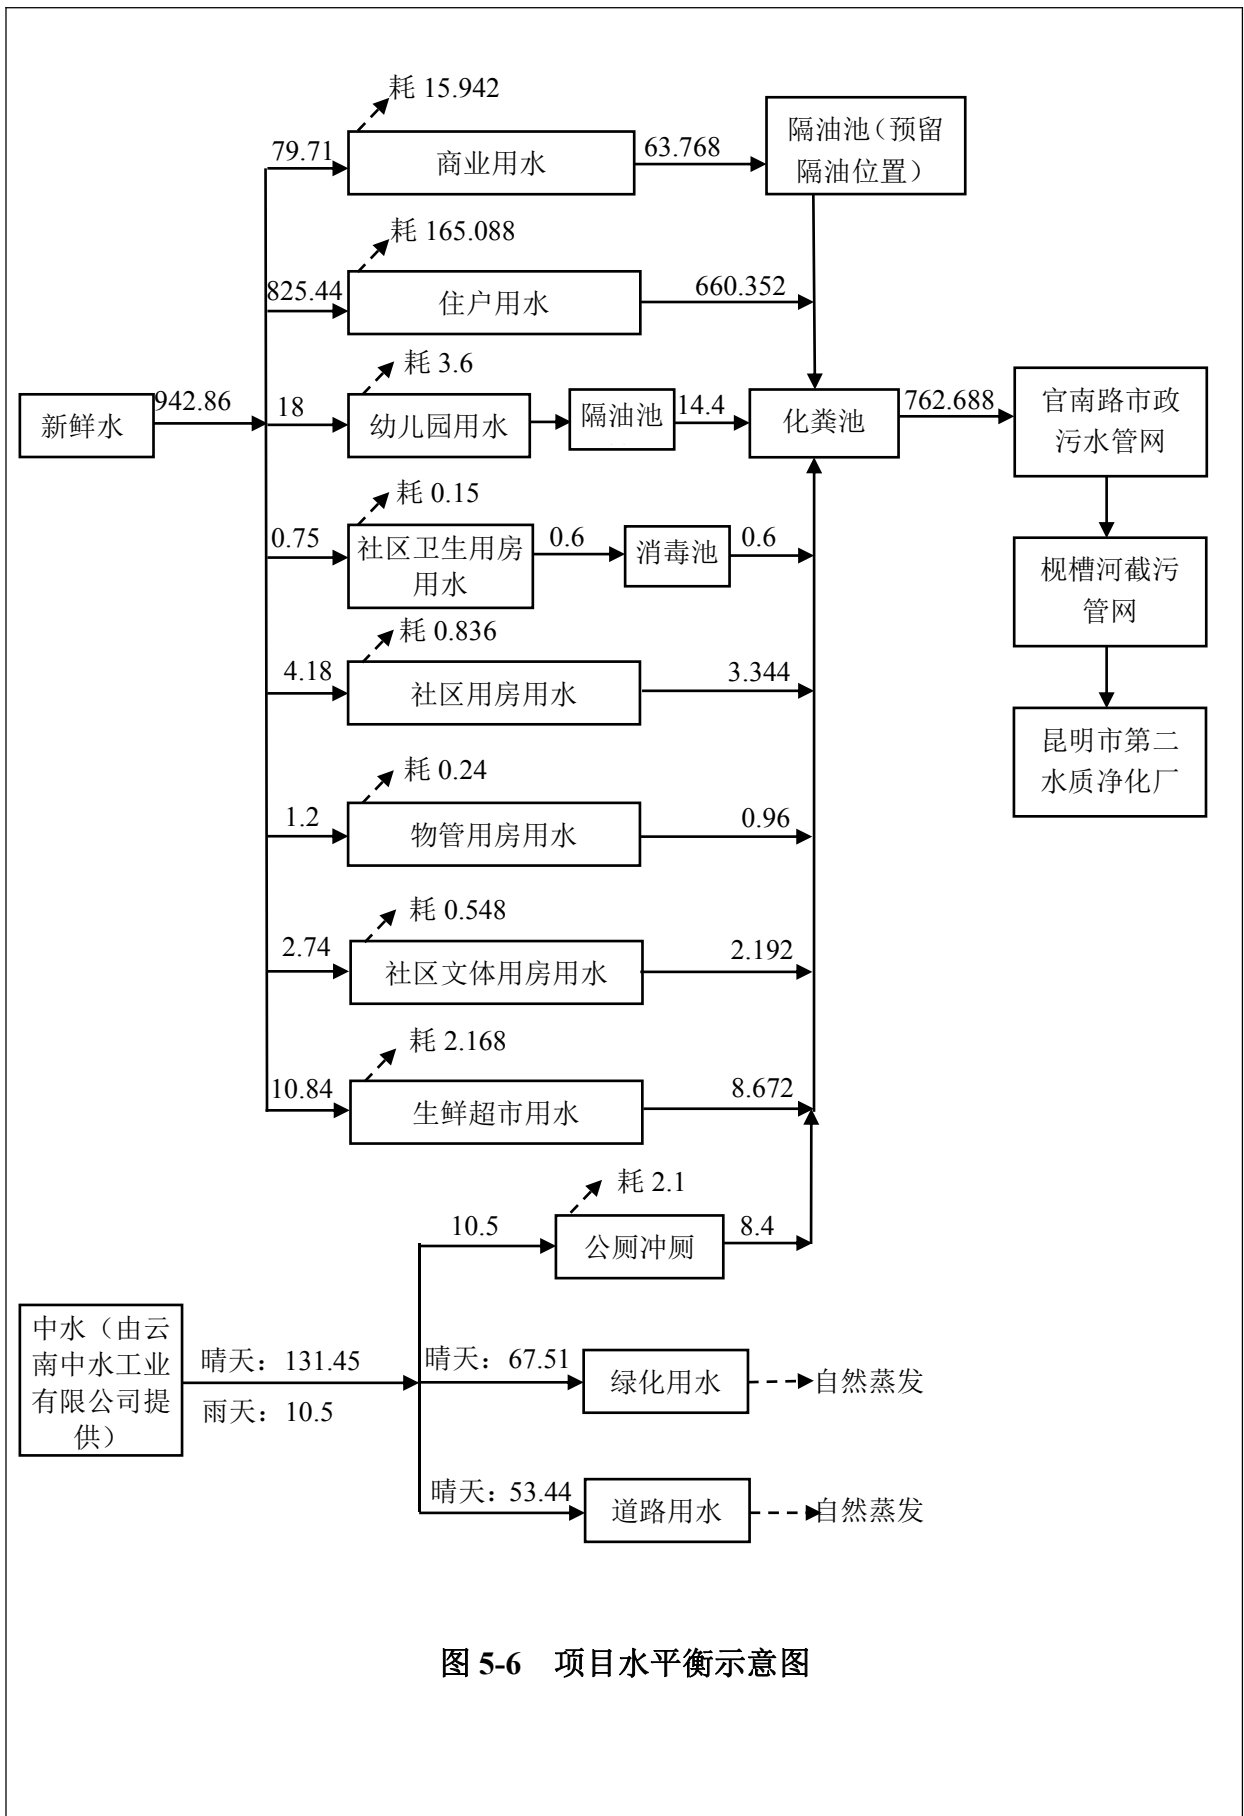 耗 15.942
79.71
商业用水
63.768
隔油池（预留
隔油位置）
耗 165.088
825.44
住户用水
660.352
新鲜水
942.86
耗 3.6
18
幼儿园用水
隔油池
14.4
化粪池
762.688
官南路市政
污水管网
耗 0.15
0.75
社区卫生用房
用水
0.6
消毒池
0.6
枧槽河截污
管网
耗 0.836
4.18
社区用房用水
3.344
昆明市第二
水质净化厂
耗 0.24
1.2
物管用房用水
0.96
耗 0.548
2.74
社区文体用房用水
2.192
耗 2.168
10.84
生鲜超市用水
8.672
耗 2.1
10.5
公厕冲厕
8.4
中水（由云
南中水工业
有限公司提
供）
晴天：131.45
雨天：10.5
晴天：67.51
绿化用水
自然蒸发
晴天：53.44
道路用水
自然蒸发
图 5-6 项目水平衡示意图